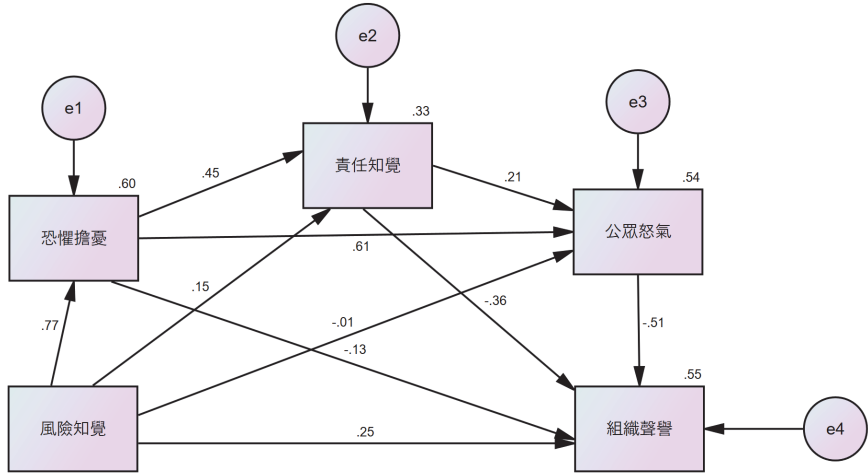 e2
e1
e3
.33
責任知覺
.60
.45
.21
.54
恐懼擔憂
.61
公眾怒氣
.15
.77
-.01
-.36
-.51
-.13
.55
風險知覺
.25
組織聲譽
e4